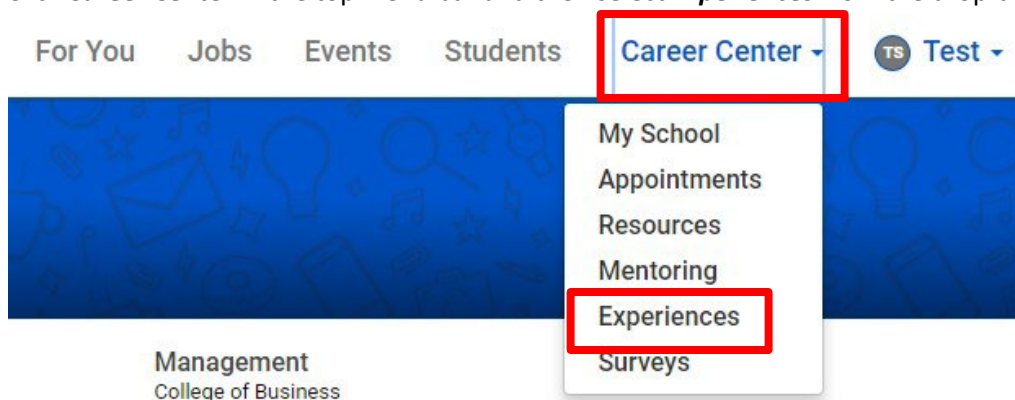 For You Jobs Events Students Career Center TS Test
My School
Appointments
Resources
Mentoring
Experiences
Surveys
Management
College of Business